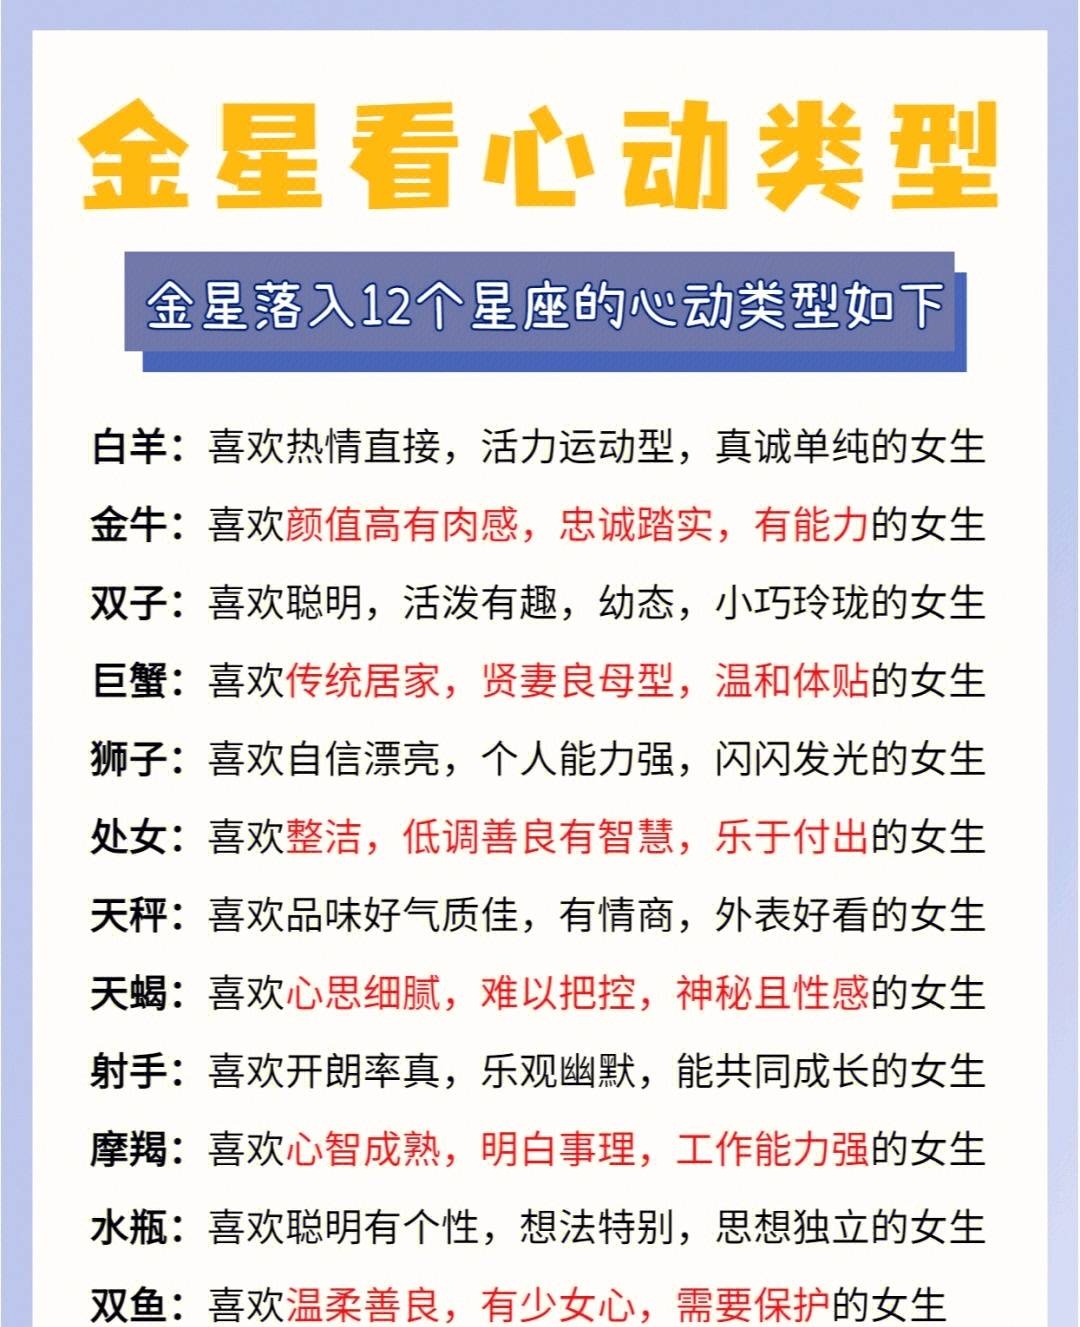 金星看心动类型
金星落入12个星座的心动类型如下
白羊：喜欢热情直接，活力运动型，真诚单纯的女生
金牛：喜欢颜值高有肉感，忠诚踏实，有能力的女生
双子：喜欢聪明，活泼有趣，幼态，小巧玲珑的女生
巨蟹：喜欢传统居家，贤妻良母型，温和体贴的女生
狮子：喜欢自信漂亮，个人能力强，闪闪发光的女生
处女：喜欢整洁，低调善良有智慧，乐于付出的女生
天秤：喜欢品味好气质佳，有情商，外表好看的女生
天蝎：喜欢心思细腻，难以把控，神秘且性感的女生
射手：喜欢开朗率真，乐观幽默，能共同成长的女生
摩羯：喜欢心智成熟，明白事理，工作能力强的女生
水瓶：喜欢聪明有个性，想法特别，思想独立的女生
双鱼：喜欢温柔善良，有少女心，需要保护的女生